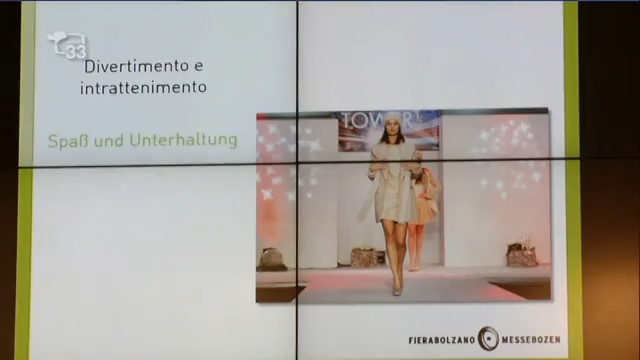 33
Divertimento e
intrattenimento
Spaß und Unterhaltung
TOWER
FIERABOLZANO MESSEBOZEN